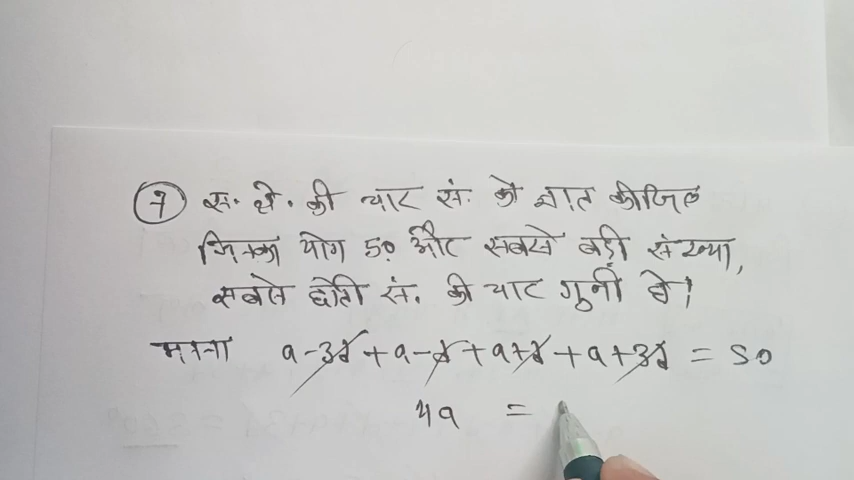 ⑦ स. श्रे. की चार सं. को ज्ञात कीजिए
जिनका योग 50 और सबसे बड़ी संख्या,
सबसे छोटी सं. की चार गुनी है।
माना a-3d+a-d+a+d+a+3d = 50
4a =